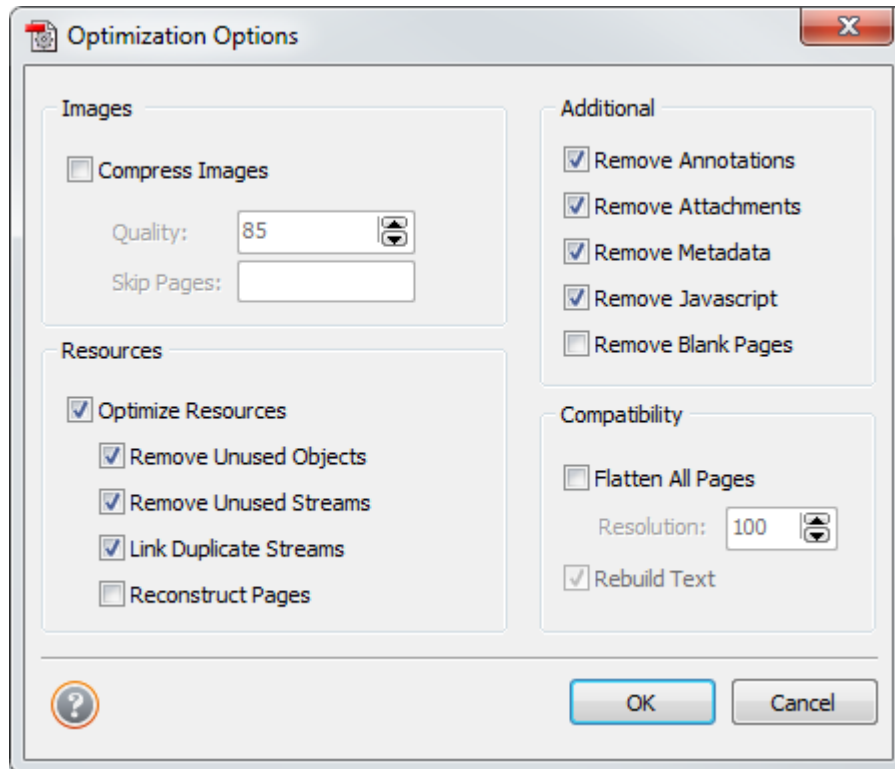 Optimization Options
Images
Compress Images
Quality: 85
Skip Pages:
Resources
Optimize Resources
Remove Unused Objects
Remove Unused Streams
Link Duplicate Streams
Reconstruct Pages
Additional
Remove Annotations
Remove Attachments
Remove Metadata
Remove Javascript
Remove Blank Pages
Compatibility
Flatten All Pages
Resolution: 100
Rebuild Text
?
OK
Cancel